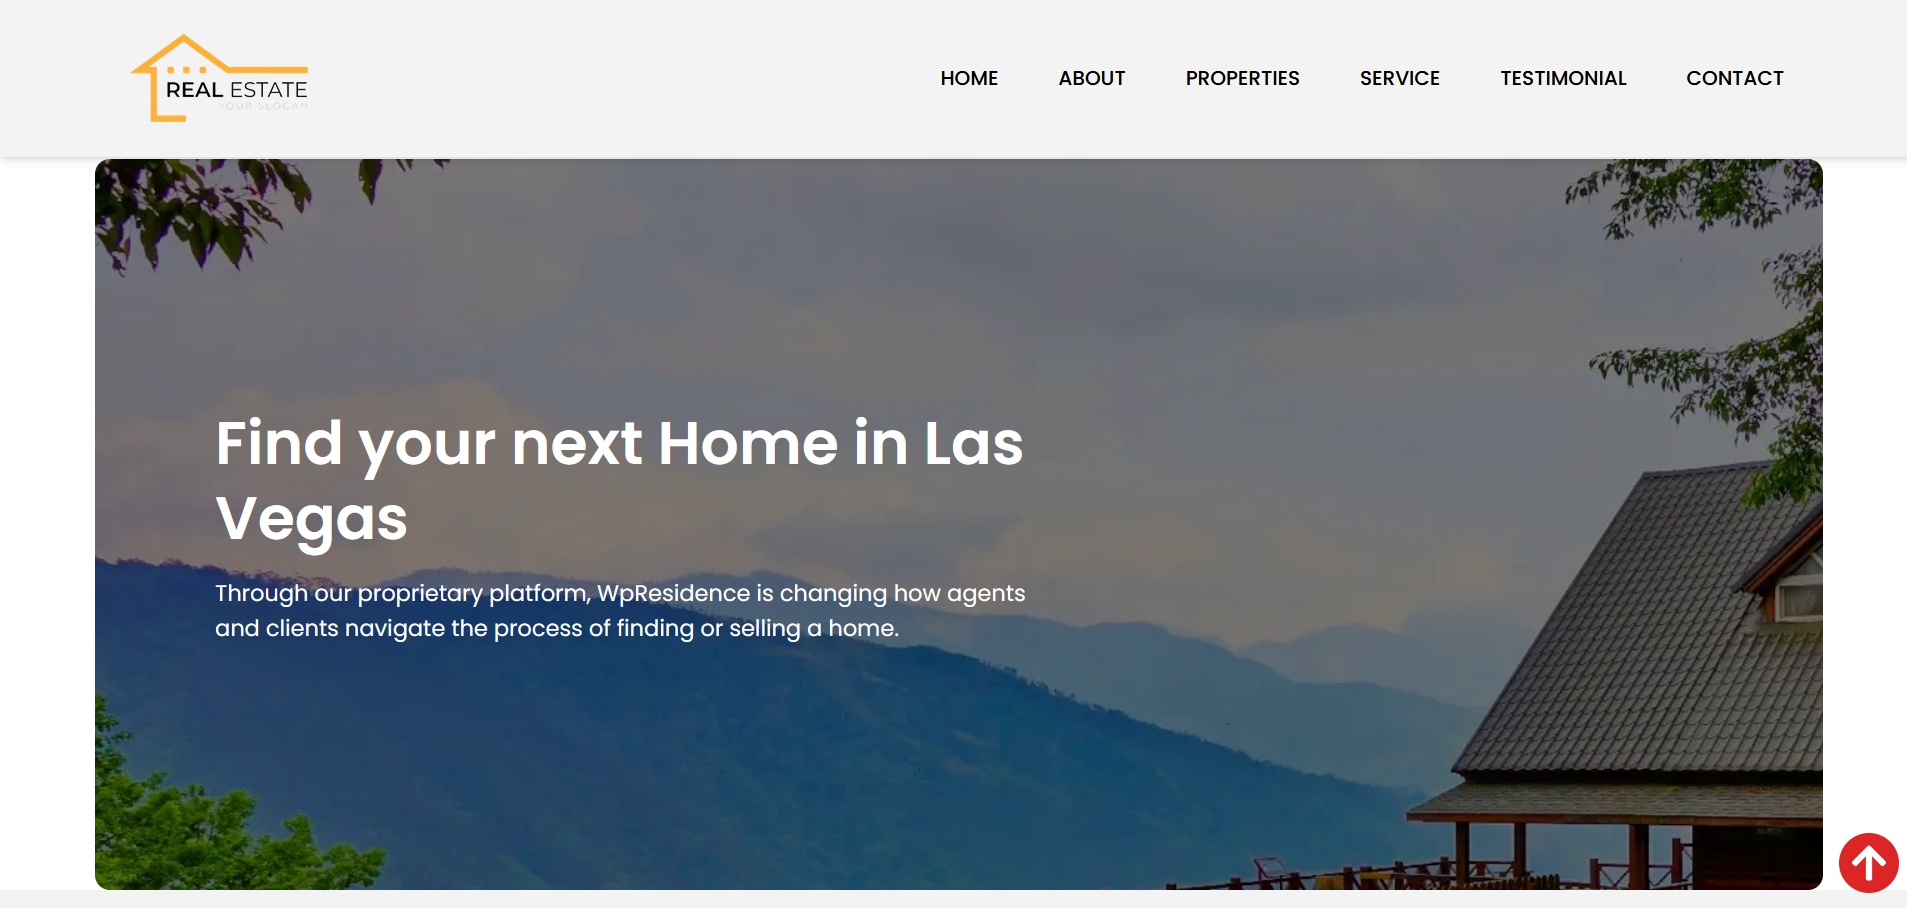 REAL ESTATE
YOUR SLOGAN
HOME ABOUT PROPERTIES SERVICE TESTIMONIAL CONTACT
Find your next Home in Las
Vegas
Through our proprietary platform, WpResidence is changing how agents
and clients navigate the process of finding or selling a home.